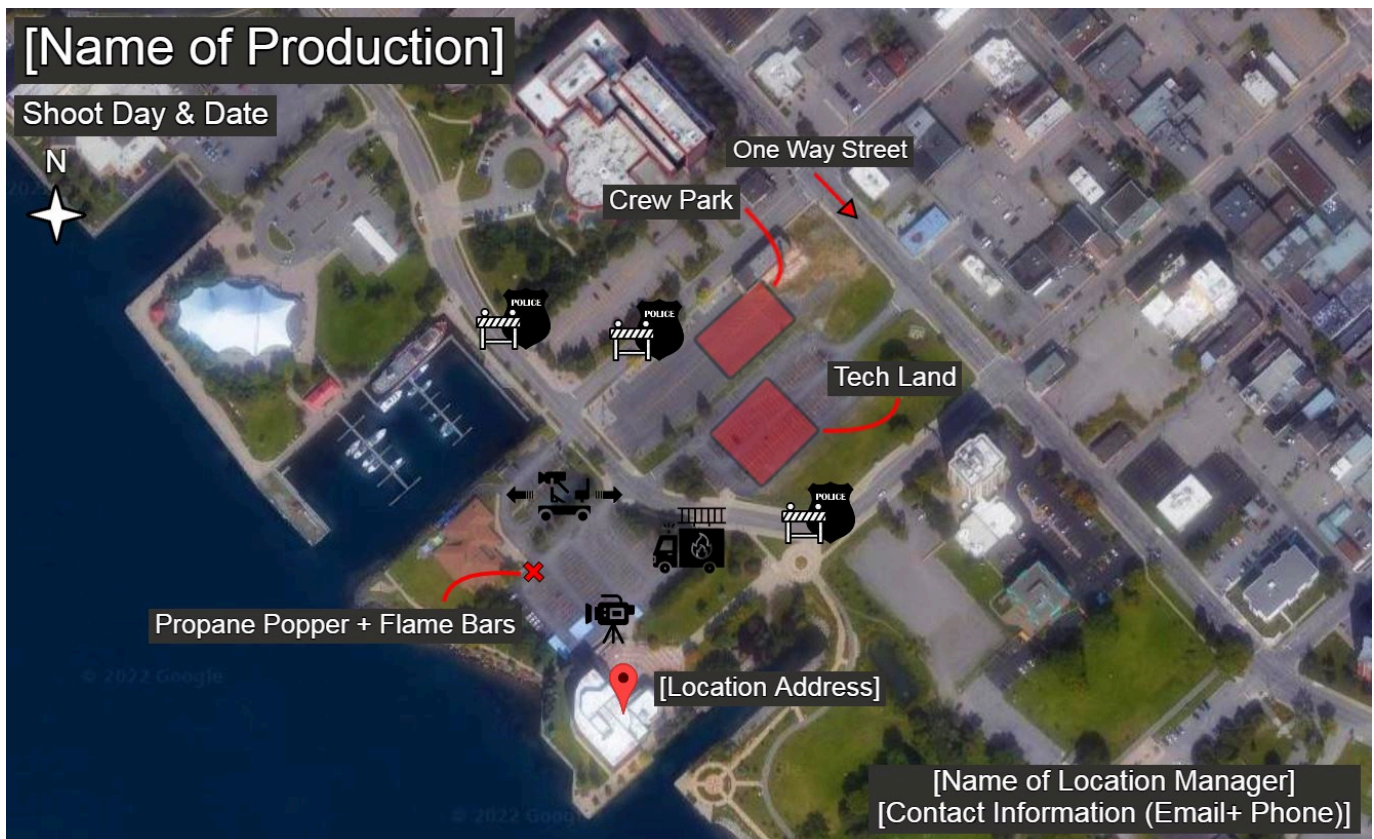 [Name of Production]
Shoot Day & Date
N
One Way Street
Crew Park
POLICE
POLICE
Tech Land
POLICE
Propane Popper + Flame Bars
© 2022 Google
[Location Address]
[Name of Location Manager]
[Contact Information (Email+ Phone)]
© 2022 Goog